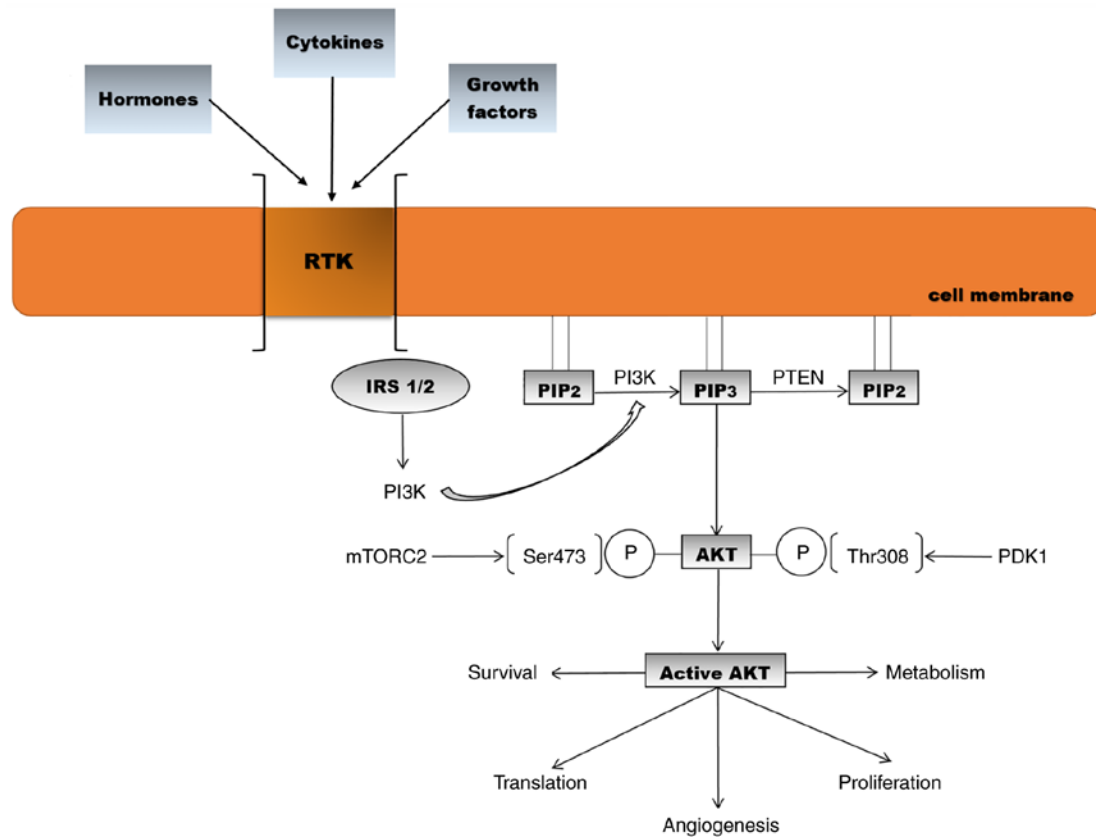 Cytokines
Hormones
Growth
factors
RTK
cell membrane
IRS 1/2
PIP2
PI3K
PIP3
PTEN
PIP2
PI3K
mTORC2
Ser473
P
AKT
P
Thr308
PDK1
Survival
Active AKT
Metabolism
Translation
Proliferation
Angiogenesis